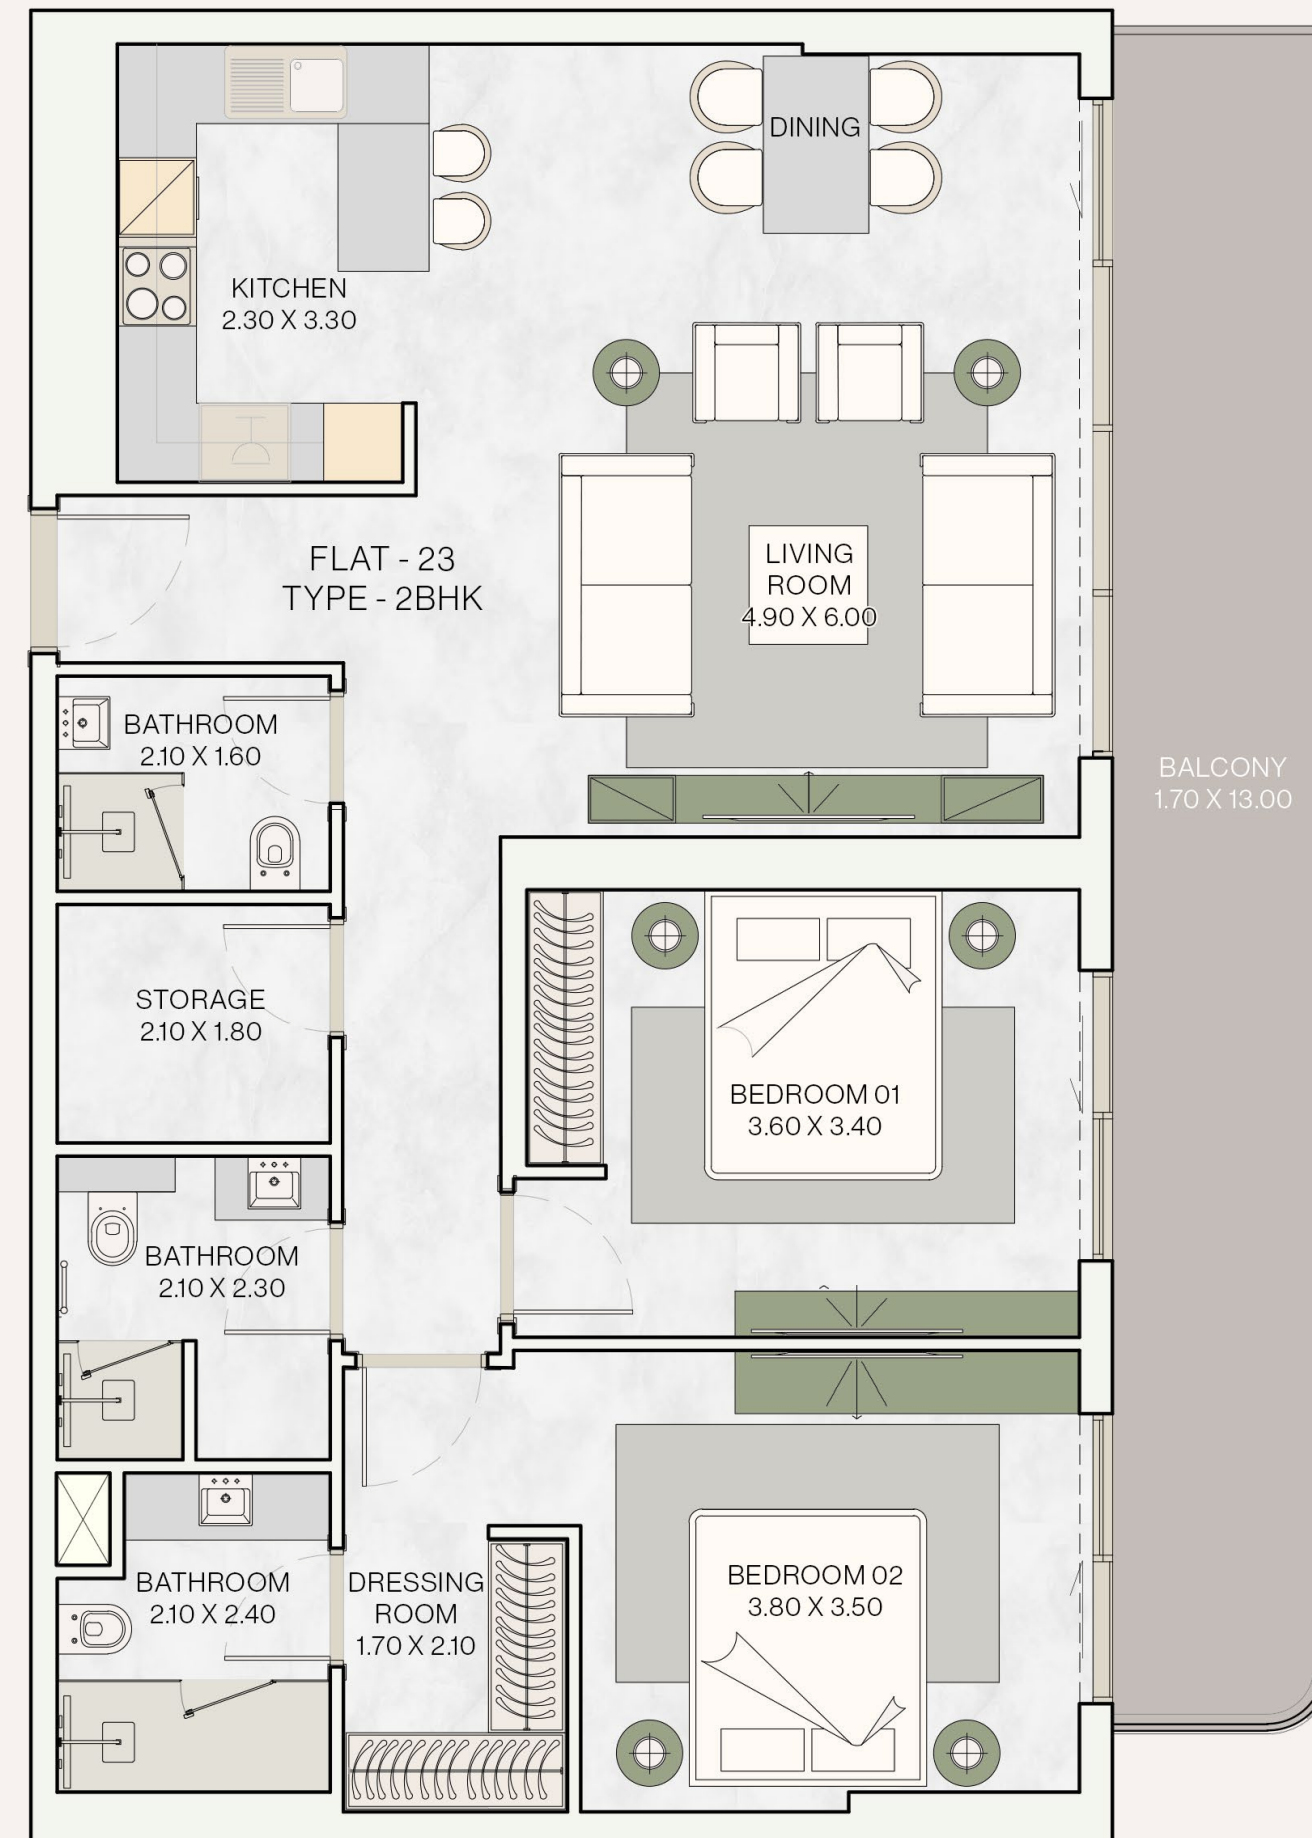 DINING
KITCHEN
2.30 X 3.30
FLAT - 23
TYPE - 2BHK
LIVING
ROOM
4.90 X 6.00
BATHROOM
2.10 X 1.60
BALCONY
1.70 X 13.00
STORAGE
2.10 X 1.80
BEDROOM 01
3.60 X 3.40
BATHROOM
2.10 X 2.30
BATHROOM
2.10 X 2.40
DRESSING
ROOM
1.70 X 2.10
BEDROOM 02
3.80 X 3.50